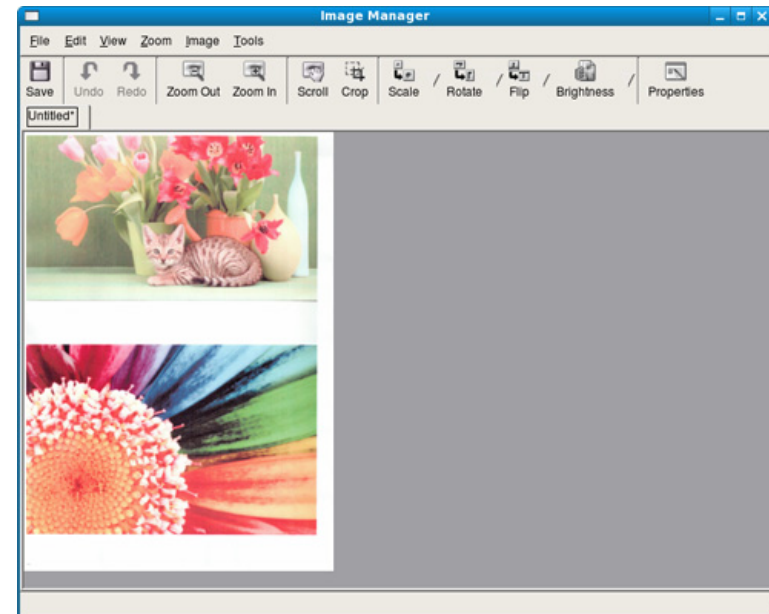 Image Manager
File Edit View Zoom Image Tools
Save Undo Redo Zoom Out Zoom In Scroll Crop Scale / Rotate / Flip / Brightness / Properties
Untitled*